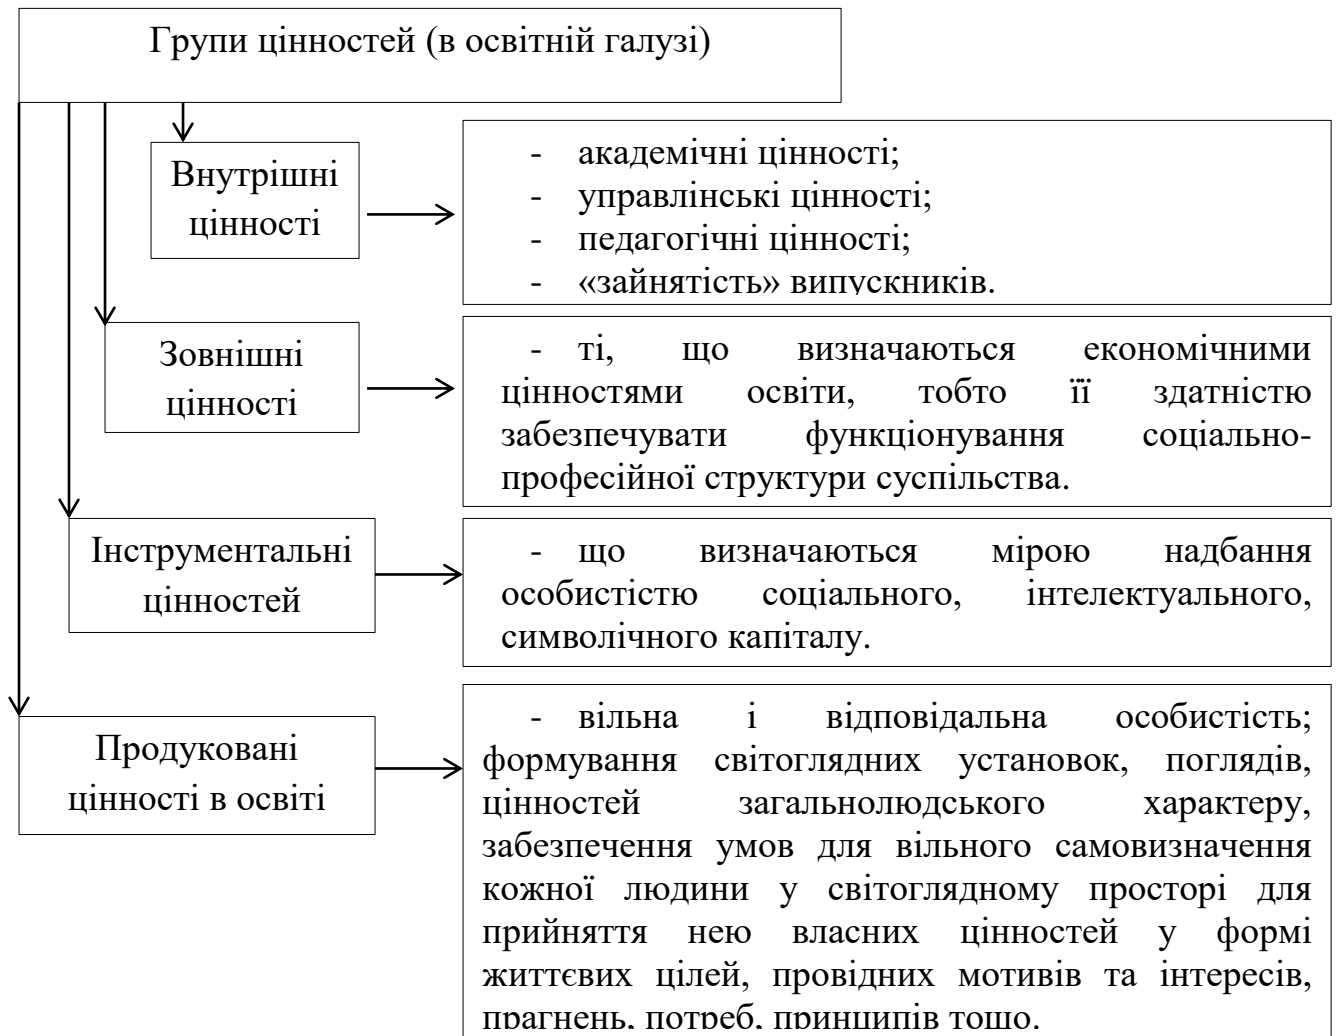 Групи цінностей (в освітній галузі)
Внутрішні
цінності
- академічні цінності;
- управлінські цінності;
- педагогічні цінності;
- «зайнятість» випускників.
Зовнішні
цінності
- ті, що визначаються економічними
цінностями освіти, тобто її здатністю
забезпечувати функціонування соціально-
професійної структури суспільства.
Інструментальні
цінностей
- що визначаються мірою надбання
особистістю соціального, інтелектуального,
символічного капіталу.
Продуковані
цінності в освіті
- вільна і відповідальна особистість;
формування світоглядних установок, поглядів,
цінностей загальнолюдського характеру,
забезпечення умов для вільного самовизначення
кожної людини у світоглядному просторі для
прийняття нею власних цінностей у формі
життєвих цілей, провідних мотивів та інтересів,
прагнень, потреб, принципів тощо.